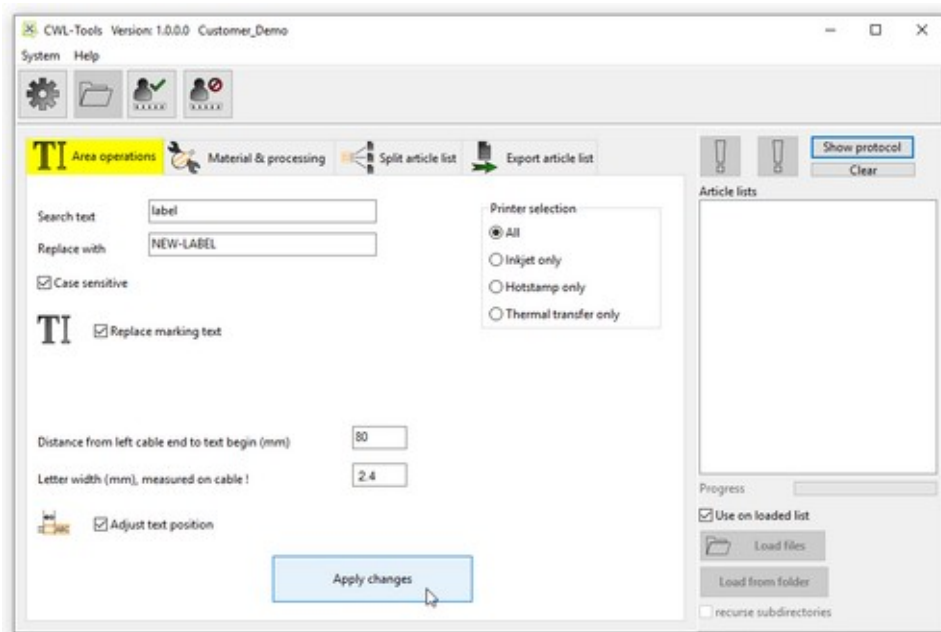 CWL-Tools Version: 1.0.0.0 Customer_Demo
System Help
TI Area operations
Material & processing
Split article list
Export article list
Show protocol
Clear
Article lists
Search text label
Replace with NEW-LABEL
Case sensitive
TI Replace marking text
Printer selection
All
Inkjet only
Hotstamp only
Thermal transfer only
Distance from left cable end to text begin (mm) 80
Letter width (mm), measured on cable ! 2.4
Adjust text position
Apply changes
Progress
Use on loaded list
Load files
Load from folder
recurse subdirectories